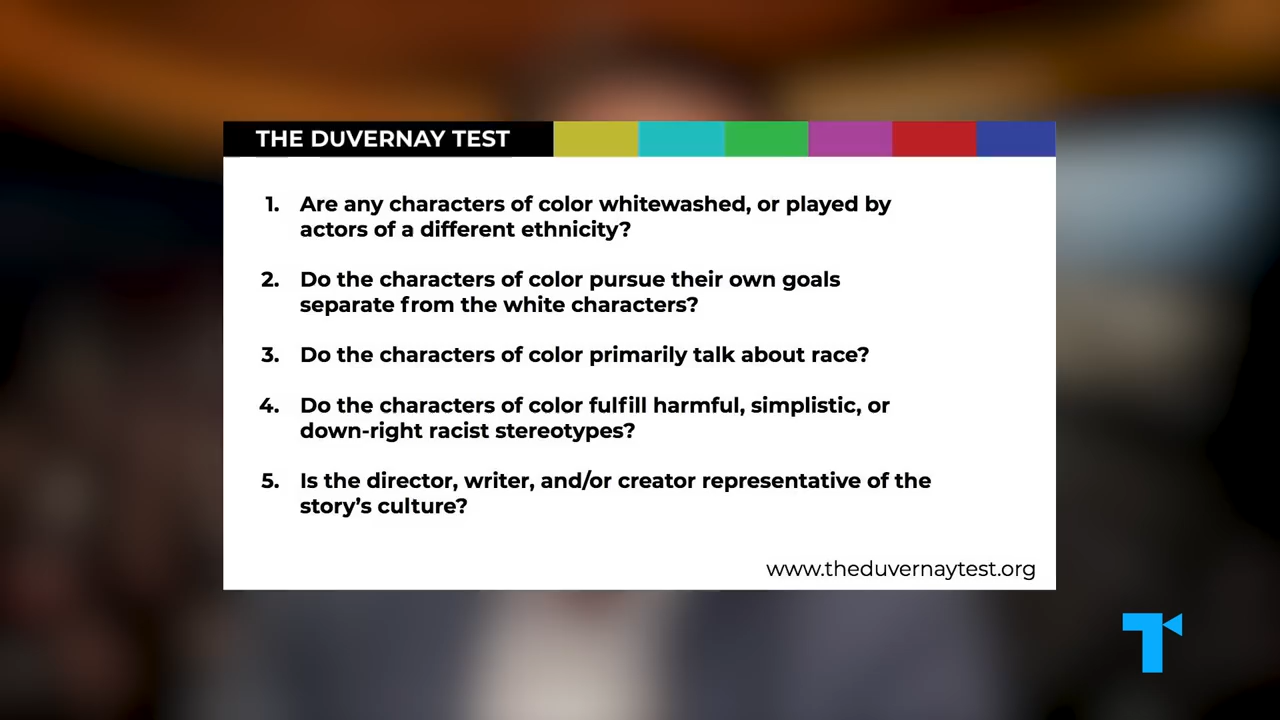 THE DUVERNAY TEST
1. Are any characters of color whitewashed, or played by
actors of a different ethnicity?
2. Do the characters of color pursue their own goals
separate from the white characters?
3. Do the characters of color primarily talk about race?
4. Do the characters of color fulfill harmful, simplistic, or
down-right racist stereotypes?
5. Is the director, writer, and/or creator representative of the
story's culture?
www.theduvernaytest.org
T